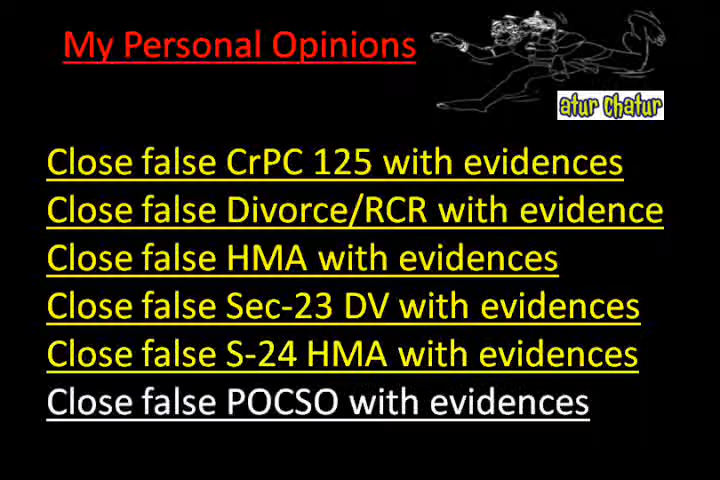 My Personal Opinions
atur Chatur
Close false CrPC 125 with evidences
Close false Divorce/RCR with evidence
Close false HMA with evidences
Close false Sec-23 DV with evidences
Close false S-24 HMA with evidences
Close false POCSO with evidences